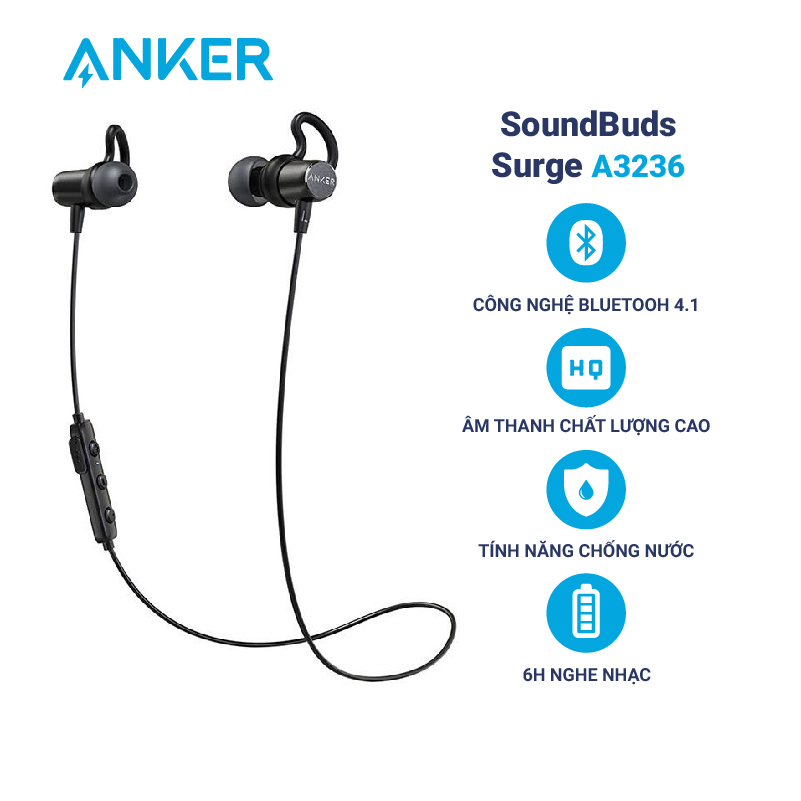 ANKER
ANKER
SoundBuds
Surge A3236
CÔNG NGHỆ BLUETOOH 4.1
HQ
ÂM THANH CHẤT LƯỢNG CAO
TÍNH NĂNG CHỐNG NƯỚC
6H NGHE NHẠC